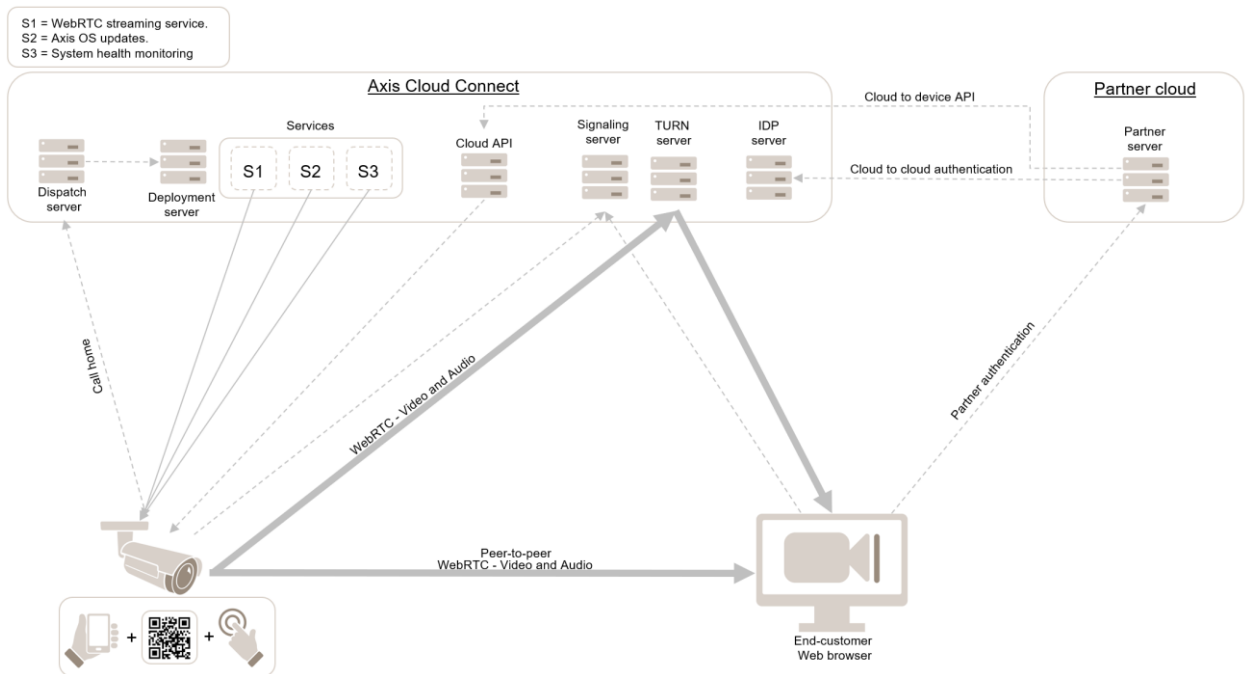 S1 = WebRTC streaming service.
S2 = Axis OS updates.
S3 = System health monitoring
Axis Cloud Connect
Partner cloud
Cloud to device API
Services
Cloud API
Signaling
server
TURN
server
IDP
server
Partner
server
S1
S2
S3
Dispatch
server
Deployment
server
Cloud to cloud authentication
Call home
WebRTC - Video and Audio
Partner authentication
Peer-to-peer
WebRTC - Video and Audio
+
+
End-customer
Web browser